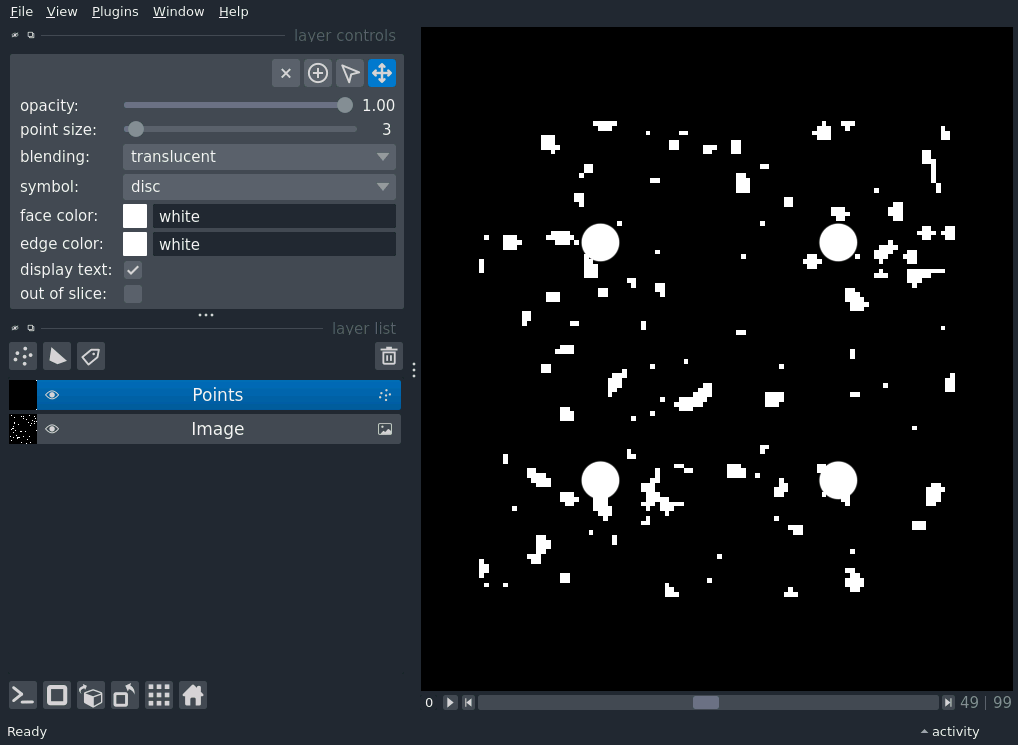 File View Plugins Window Help
layer controls
opacity: 1.00
point size: 3
blending: translucent
symbol: disc
face color: white
edge color: white
display text:
out of slice:
layer list
Points
Image
0 49 | 99
Ready activity